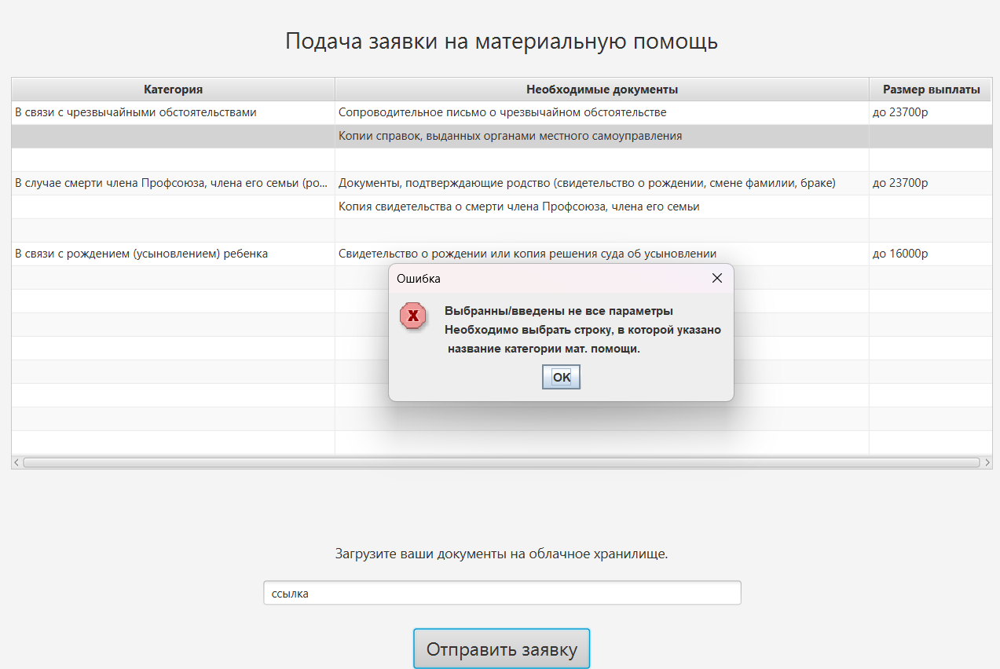 Подача заявки на материальную помощь
Категория Необходимые документы Размер выплаты
В связи с чрезвычайными обстоятельствами Сопроводительное письмо о чрезвычайном обстоятельстве до 23700р
Копии справок, выданных органами местного самоуправления
В случае смерти члена Профсоюза, члена его семьи (ро... Документы, подтверждающие родство (свидетельство о рождении, смене фамилии, браке) до 23700р
Копия свидетельства о смерти члена Профсоюза, члена его семьи
В связи с рождением (усыновлением) ребенка Свидетельство о рождении или копия решения суда об усыновлении до 16000р
Ошибка
Выбранны/введены не все параметры
Необходимо выбрать строку, в которой указано
название категории мат. помощи.
OK
Загрузите ваши документы на облачное хранилище.
ссылка
Отправить заявку